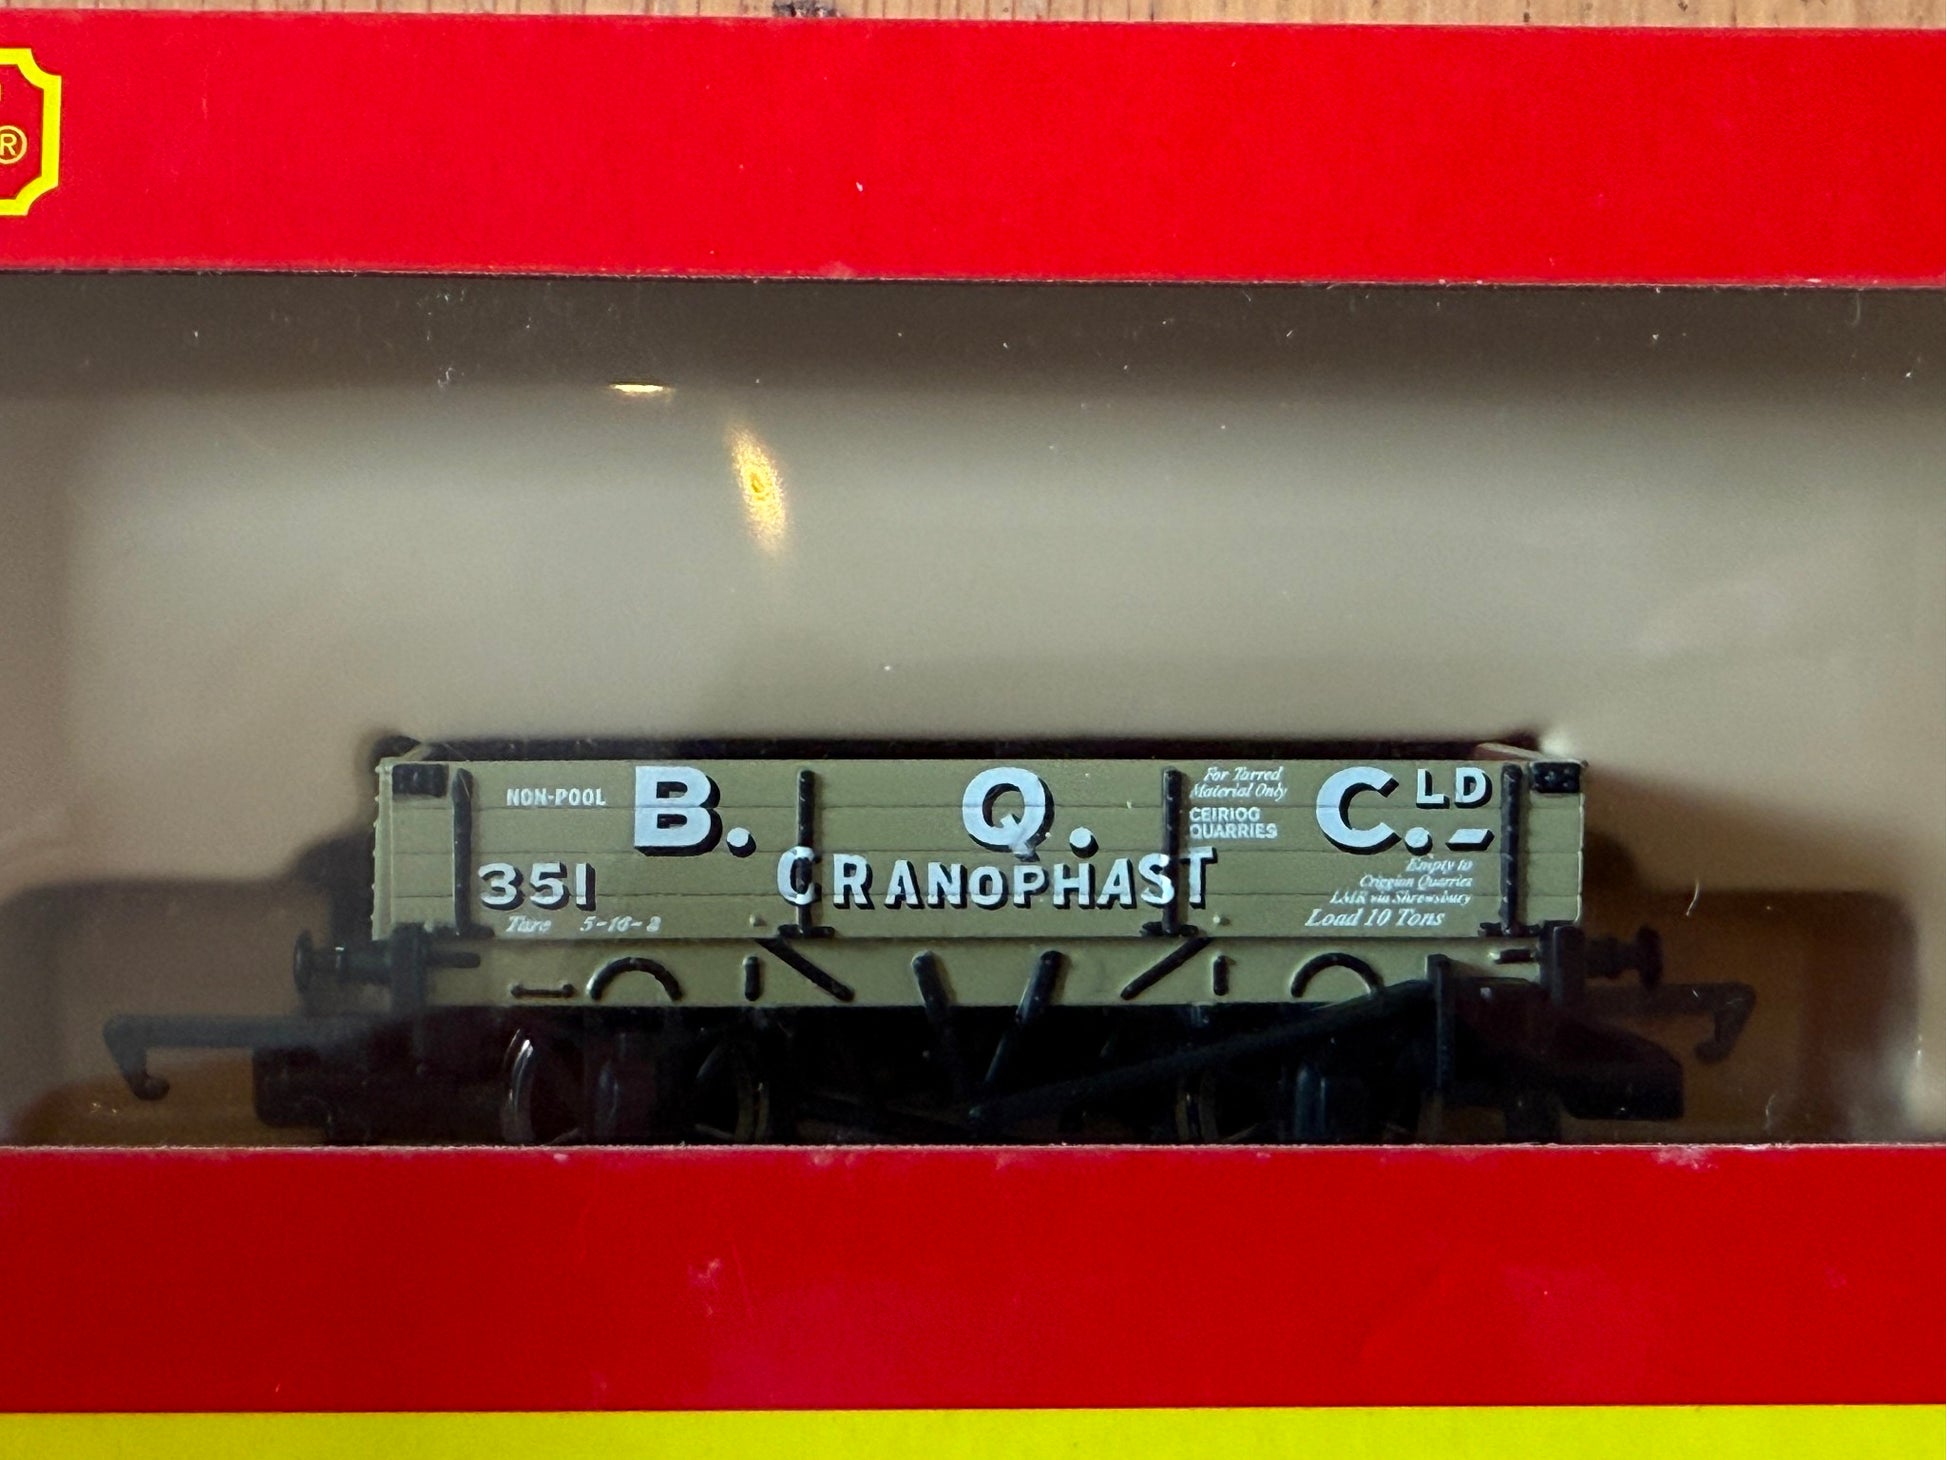 ®
NON-POOL
B. Q. C.LD
For Tarred
Material Only
CEIRIOG
QUARRIES
351
GRANOPHAST
Empty to
Criggion Quarries
LMR via Shrewsbury
Tare 5-16-2
Load 10 Tons